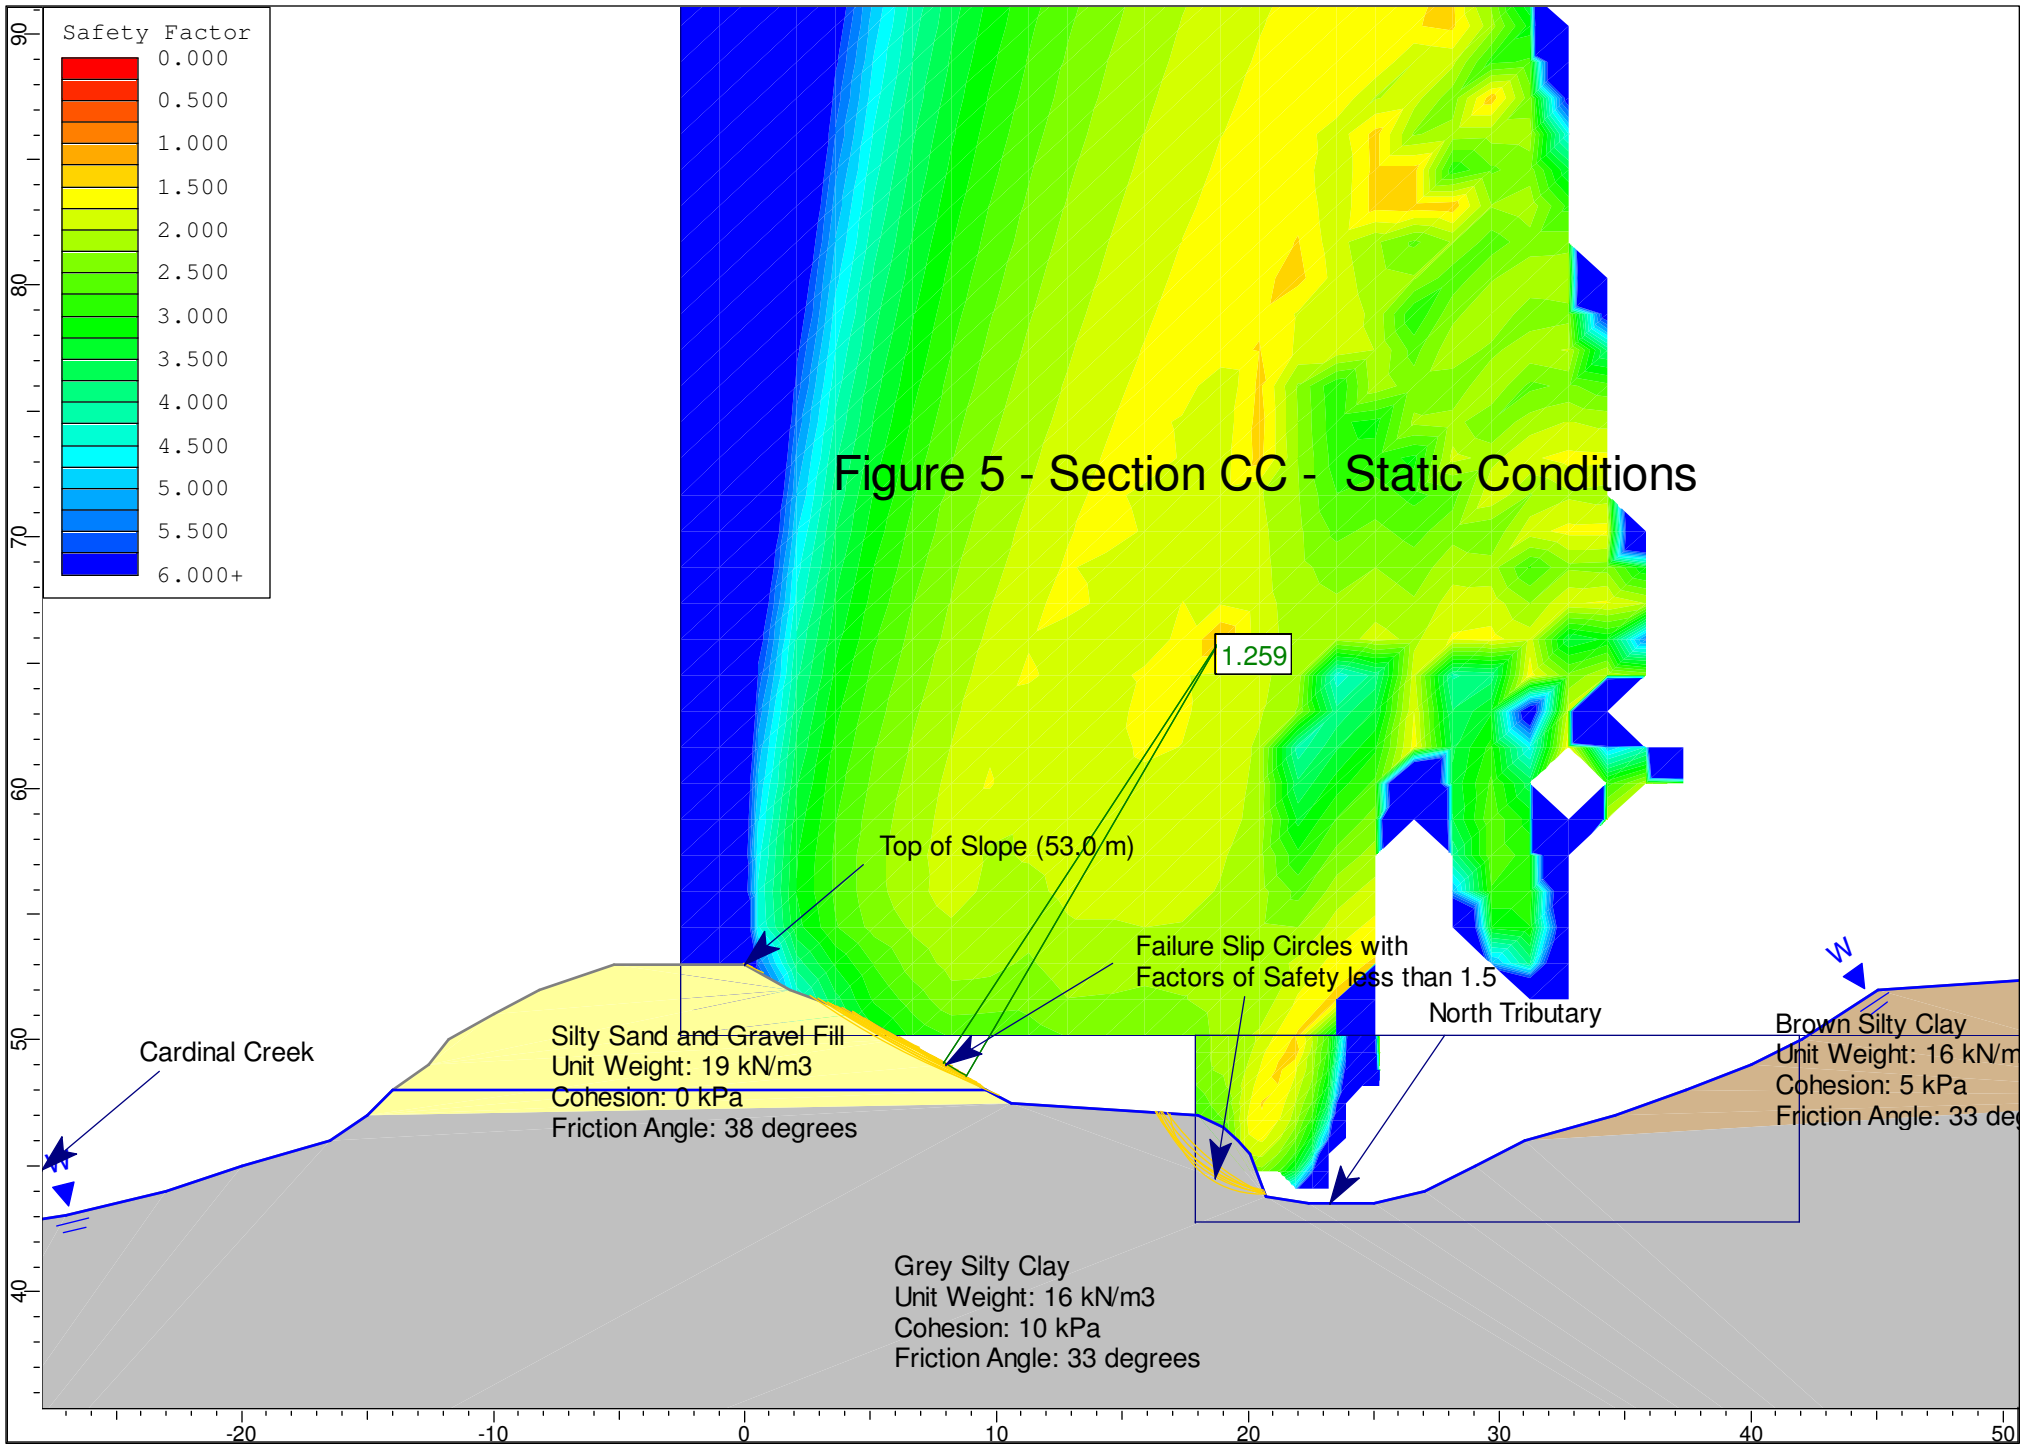 Safety Factor
0.000
0.500
1.000
1.500
2.000
2.500
3.000
3.500
4.000
4.500
5.000
5.500
6.000+
90
80
70
60
50
40
Figure 5 - Section CC - Static Conditions
1.259
Top of Slope (53.0 m)
Failure Slip Circles with
Factors of Safety less than 1.5
North Tributary
W
Cardinal Creek
W
Silty Sand and Gravel Fill
Unit Weight: 19 kN/m3
Cohesion: 0 kPa
Friction Angle: 38 degrees
Brown Silty Clay
Unit Weight: 16 kN/m
Cohesion: 5 kPa
Friction Angle: 33 deg
Grey Silty Clay
Unit Weight: 16 kN/m3
Cohesion: 10 kPa
Friction Angle: 33 degrees
-20 -10 0 10 20 30 40 50